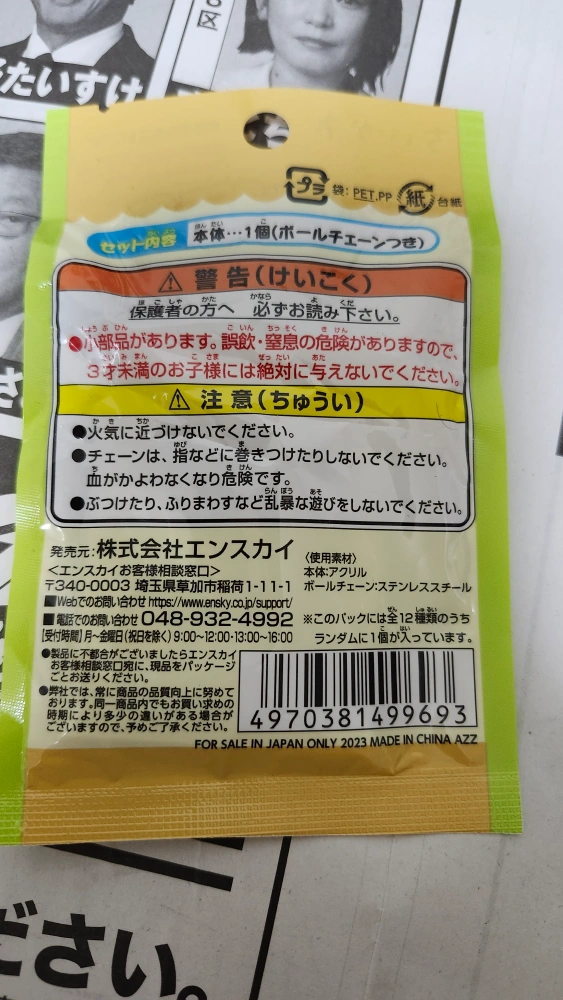 区
たいすけ
プラ 袋：PET,PP 紙 台紙
セット内容 本体…1個(ボールチェーンつき)
⚠ 警告(けいこく)
保護者の方へ 必ずお読み下さい。
●小部品があります。誤飲・窒息の危険がありますので、
3才未満のお子様には絶対に与えないでください。
⚠ 注意(ちゅうい)
●火気に近づけないでください。
●チェーンは、指などに巻きつけたりしないでください。
血がかよわなくなり危険です。
●ぶつけたり、ふりまわすなど乱暴な遊びをしないでください。
発売元：株式会社エンスカイ
<エンスカイお客様相談窓口>
〒340-0003 埼玉県草加市稲荷1-11-1
■Webでのお問い合わせ https://www.ensky.co.jp/support/
■電話でのお問い合わせ 048-932-4992
【受付時間】月～金曜日(祝日を除く)9:00～12:00・13:00～16:00
〈使用素材〉
本体:アクリル
ボールチェーン:ステンレススチール
※このパックには全12種類のうち
ランダムに1個が入っています。
●製品に不都合がございましたらエンスカイ
お客様相談窓口宛に、現品をパッケージ
ごとお送りください。
●弊社では、常に商品の品質向上に努めて
おります。同一商品内でもお買い求めの
時期により多少の違いがある場合が
ございますので、予めご了承ください。
4970381499693
FOR SALE IN JAPAN ONLY 2023 MADE IN CHINA AZZ
ださい。